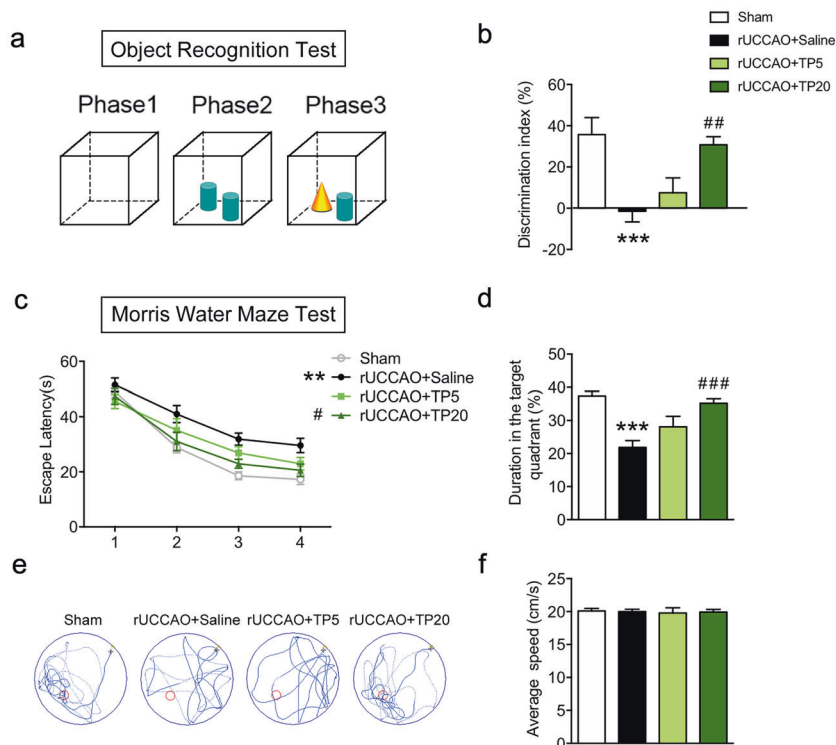 a
Object Recognition Test
Phase1
Phase2
Phase3
b
Sham
rUCCAO+Saline
rUCCAO+TP5
rUCCAO+TP20
Discrimination index (%)
60
40
20
0
-20
***
##
c
Morris Water Maze Test
Sham
** rUCCAO+Saline
rUCCAO+TP5
# rUCCAO+TP20
Escape Latency(s)
60
40
20
0
1 2 3 4
d
Duration in the target
quadrant (%)
50
40
30
20
10
0
***
###
e
Sham
rUCCAO+Saline
rUCCAO+TP5
rUCCAO+TP20
f
Average speed (cm/s)
25
20
15
10
5
0